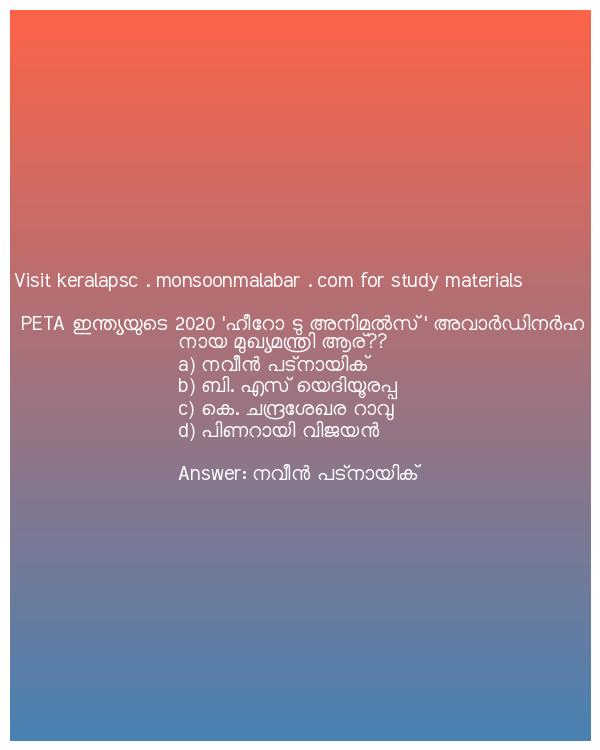 Visit keralapsc . monsoonmalabar . com for study materials
PETA ഇന്ത്യയുടെ 2020 'ഹീറോ ടു അനിമൽസ് ' അവാർഡിനർഹ
നായ മുഖ്യമന്ത്രി ആര്??
a) നവീൻ പട്നായിക്
b) ബി. എസ് യെദിയൂരപ്പ
c) കെ. ചന്ദ്രശേഖര റാവു
d) പിണറായി വിജയൻ
Answer: നവീൻ പട്നായിക്